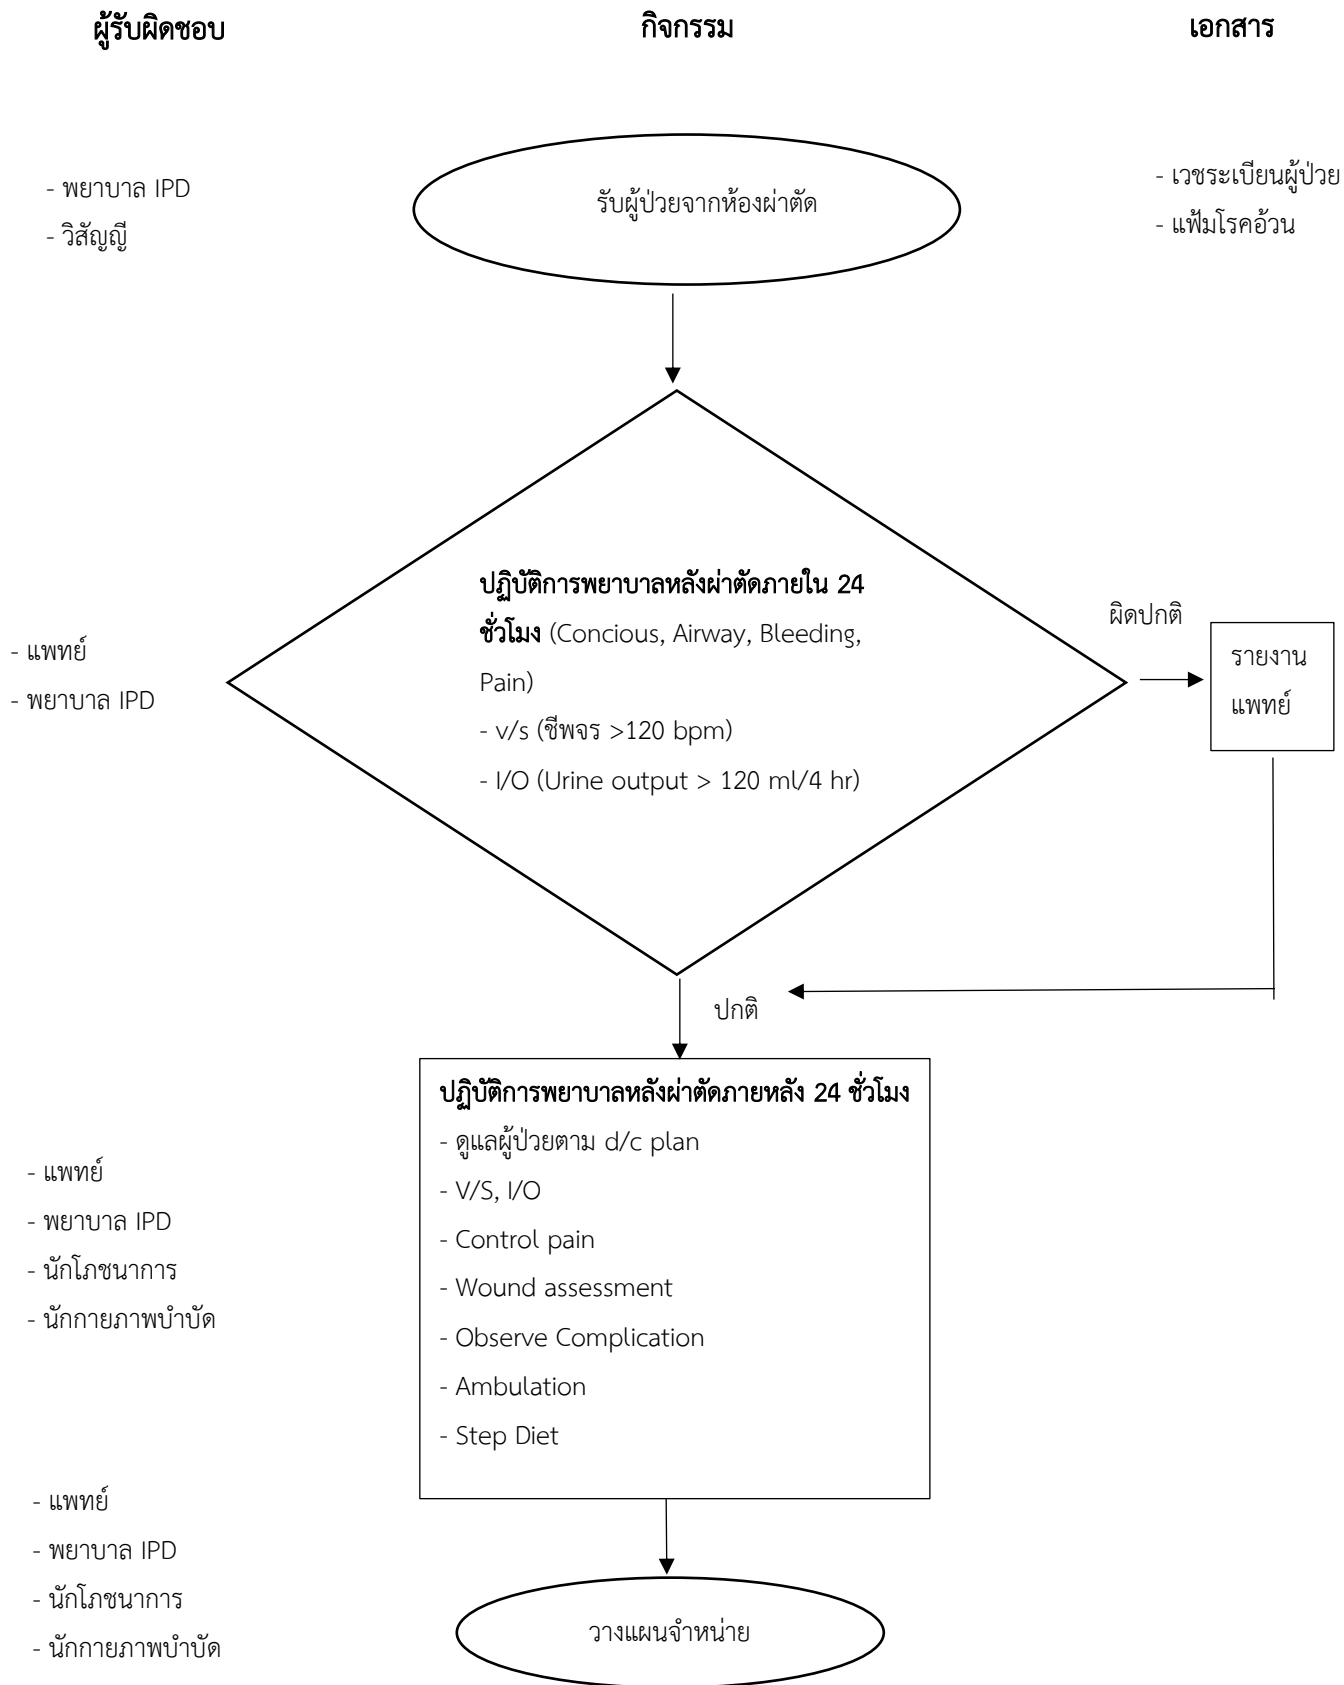 ผู้รับผิดชอบ
กิจกรรม
เอกสาร
- พยาบาล IPD
- วิสัญญี
รับผู้ป่วยจากห้องผ่าตัด
- เวชระเบียนผู้ป่วย
- แฟ้มโรคอ้วน
- แพทย์
- พยาบาล IPD
ปฏิบัติการพยาบาลหลังผ่าตัดภายใน 24
ชั่วโมง (Concious, Airway, Bleeding,
Pain)
- v/s (ชีพจร >120 bpm)
- I/O (Urine output > 120 ml/4 hr)
ผิดปกติ
รายงาน
แพทย์
ปกติ
- แพทย์
- พยาบาล IPD
- นักโภชนาการ
- นักกายภาพบำบัด
ปฏิบัติการพยาบาลหลังผ่าตัดภายหลัง 24 ชั่วโมง
- ดูแลผู้ป่วยตาม d/c plan
- V/S, I/O
- Control pain
- Wound assessment
- Observe Complication
- Ambulation
- Step Diet
- แพทย์
- พยาบาล IPD
- นักโภชนาการ
- นักกายภาพบำบัด
วางแผนจำหน่าย